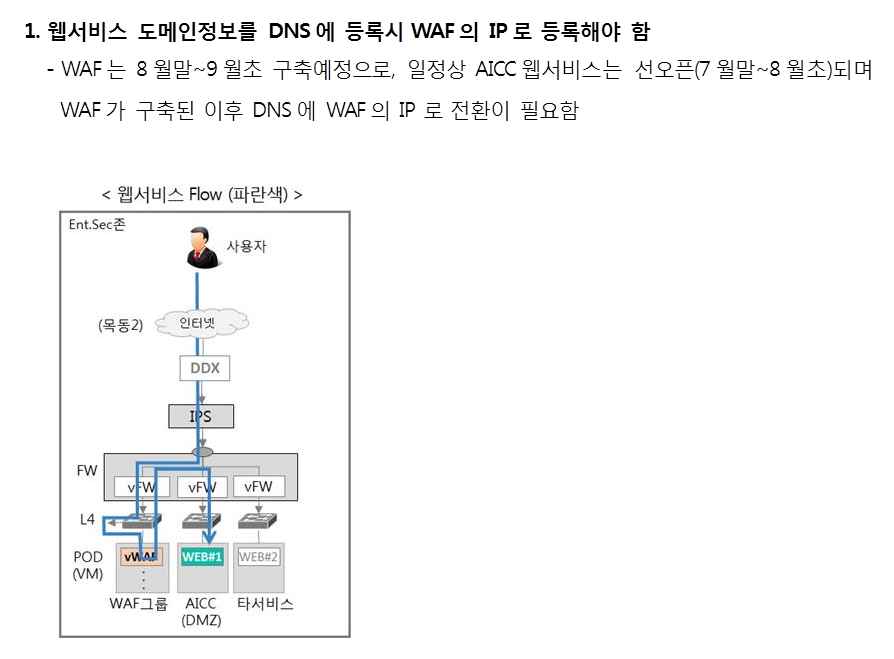 1. 웹서비스 도메인정보를 DNS 에 등록시 WAF 의 IP 로 등록해야 함
- WAF 는 8 월말~9 월초 구축예정으로, 일정상 AICC 웹서비스는 선오픈(7 월말~8 월초)되며
WAF 가 구축된 이후 DNS 에 WAF 의 IP 로 전환이 필요함
< 웹서비스 Flow (파란색) >
Ent.Sec존
사용자
(목동2) 인터넷
DDX
IPS
FW
vFW vFW vFW
L4
POD
(VM)
vWAF WEB#1 WEB#2
WAF그룹 AICC
(DMZ)
타서비스